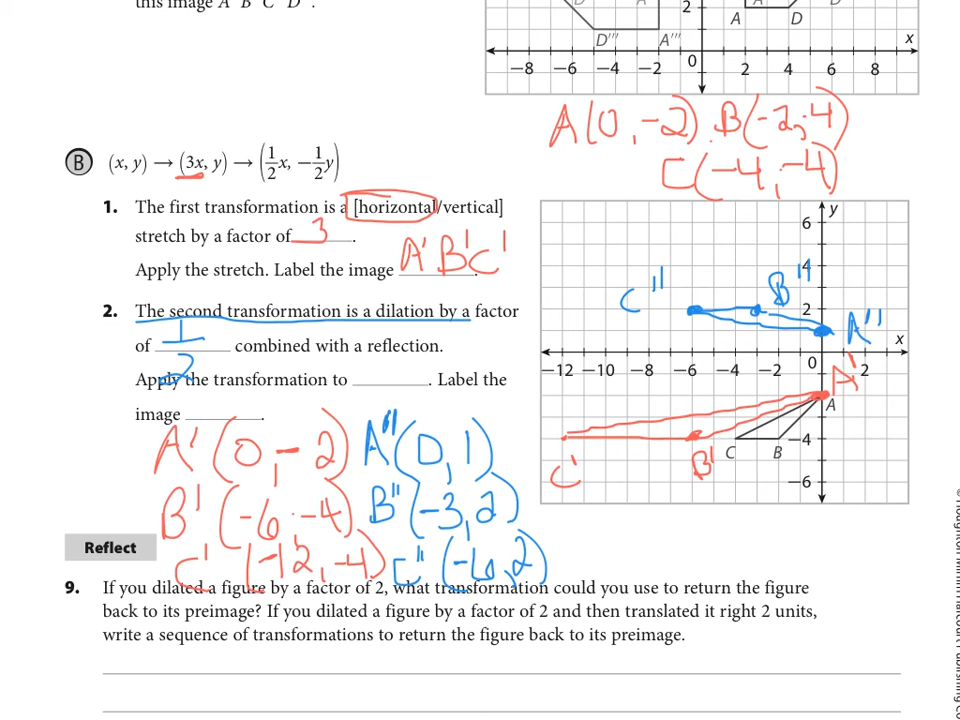 this image A‴B‴C‴D‴.
2
D‴ A‴ A D x
−8 −6 −4 −2 0 2 4 6 8
A(0,-2) B(-2,-4)
C(-4,-4)
B (x, y) → (3x, y) → (1/2x, −1/2y)
1. The first transformation is a [horizontal/vertical]
stretch by a factor of 3.
Apply the stretch. Label the image A'B'C'.
2. The second transformation is a dilation by a factor
of 1/2 combined with a reflection.
Apply the transformation to ______. Label the
image ______.
y
6
4
C" B"
2
A"
x
−12 −10 −8 −6 −4 −2 0 2
A'
A
C B −4
C' B'
−6
A'(0,-2) A"(0,1)
B'(-6,-4) B"(-3,2)
C'(-12,-4) C"(-6,2)
Reflect
9. If you dilated a figure by a factor of 2, what transformation could you use to return the figure
back to its preimage? If you dilated a figure by a factor of 2 and then translated it right 2 units,
write a sequence of transformations to return the figure back to its preimage.